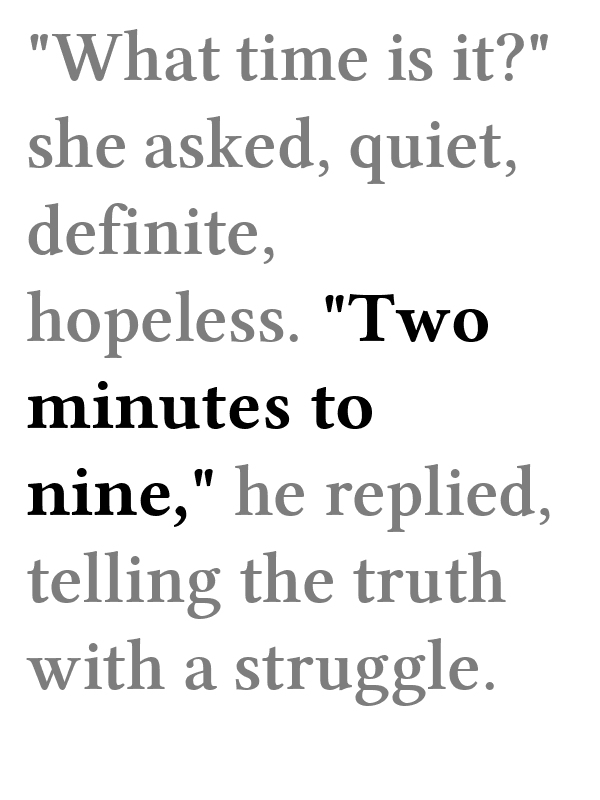 "What time is it?"
she asked, quiet,
definite,
hopeless. "Two
minutes to
nine," he replied,
telling the truth
with a struggle.